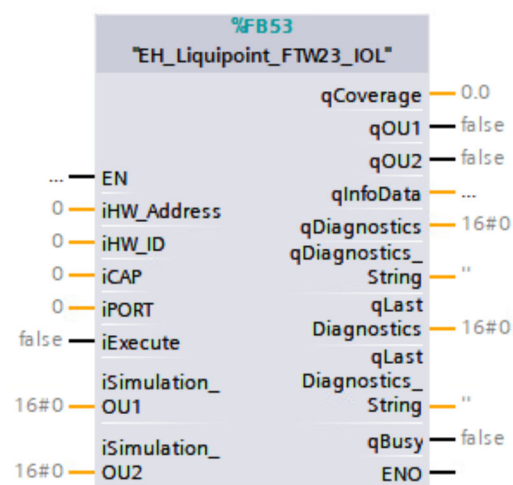 %FB53
"EH_Liquipoint_FTW23_IOL"
qCoverage 0.0
qOU1 false
qOU2 false
... EN
qInfoData ...
0 iHW_Address
qDiagnostics 16#0
0 iHW_ID
qDiagnostics_
String ''
0 iCAP
0 iPORT
qLast
Diagnostics 16#0
false iExecute
qLast
Diagnostics_
String ''
iSimulation_
16#0 OU1
qBusy false
iSimulation_
16#0 OU2
ENO